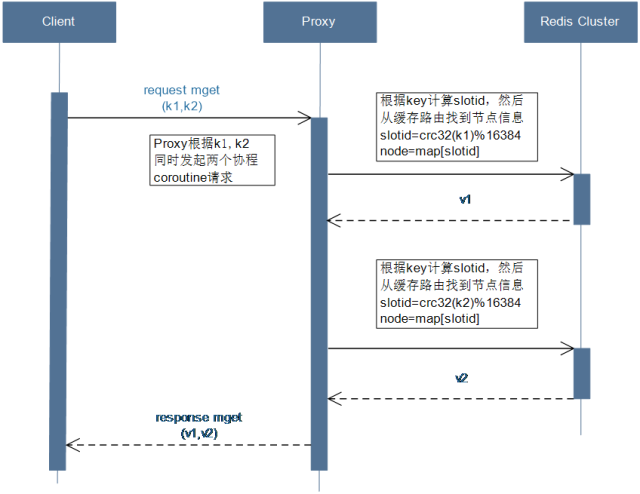 Client
Proxy
Redis Cluster
request mget
(k1,k2)
根据key计算slotid，然后
从缓存路由找到节点信息
slotid=crc32(k1)%16384
node=map[slotid]
Proxy根据k1, k2
同时发起两个协程
coroutine请求
v1
根据key计算slotid，然后
从缓存路由找到节点信息
slotid=crc32(k2)%16384
node=map[slotid]
v2
response mget
(v1,v2)